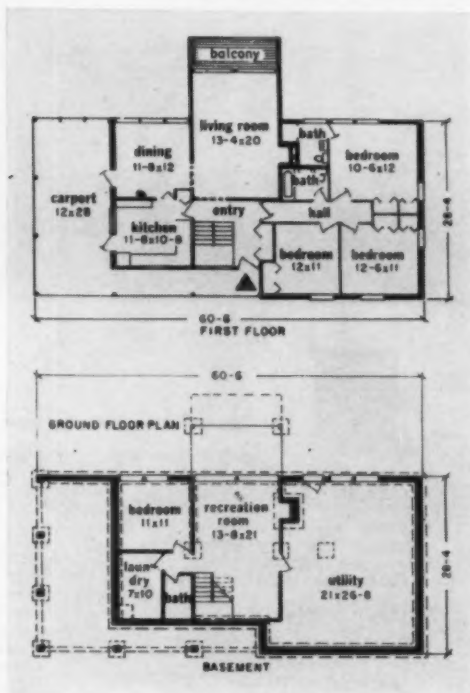 balcony
living room
13-4x20
bath
bedroom
10-6x12
dining
11-8x12
bath
carport
12x28
entry
hall
kitchen
11-8x10-8
bedroom
12x11
bedroom
12-6x11
28-4
60-6
FIRST FLOOR
60-6
GROUND FLOOR PLAN
bedroom
11x11
recreation
room
13-8x21
laun
dry
7x10
bath
utility
21x26-8
28-4
BASEMENT